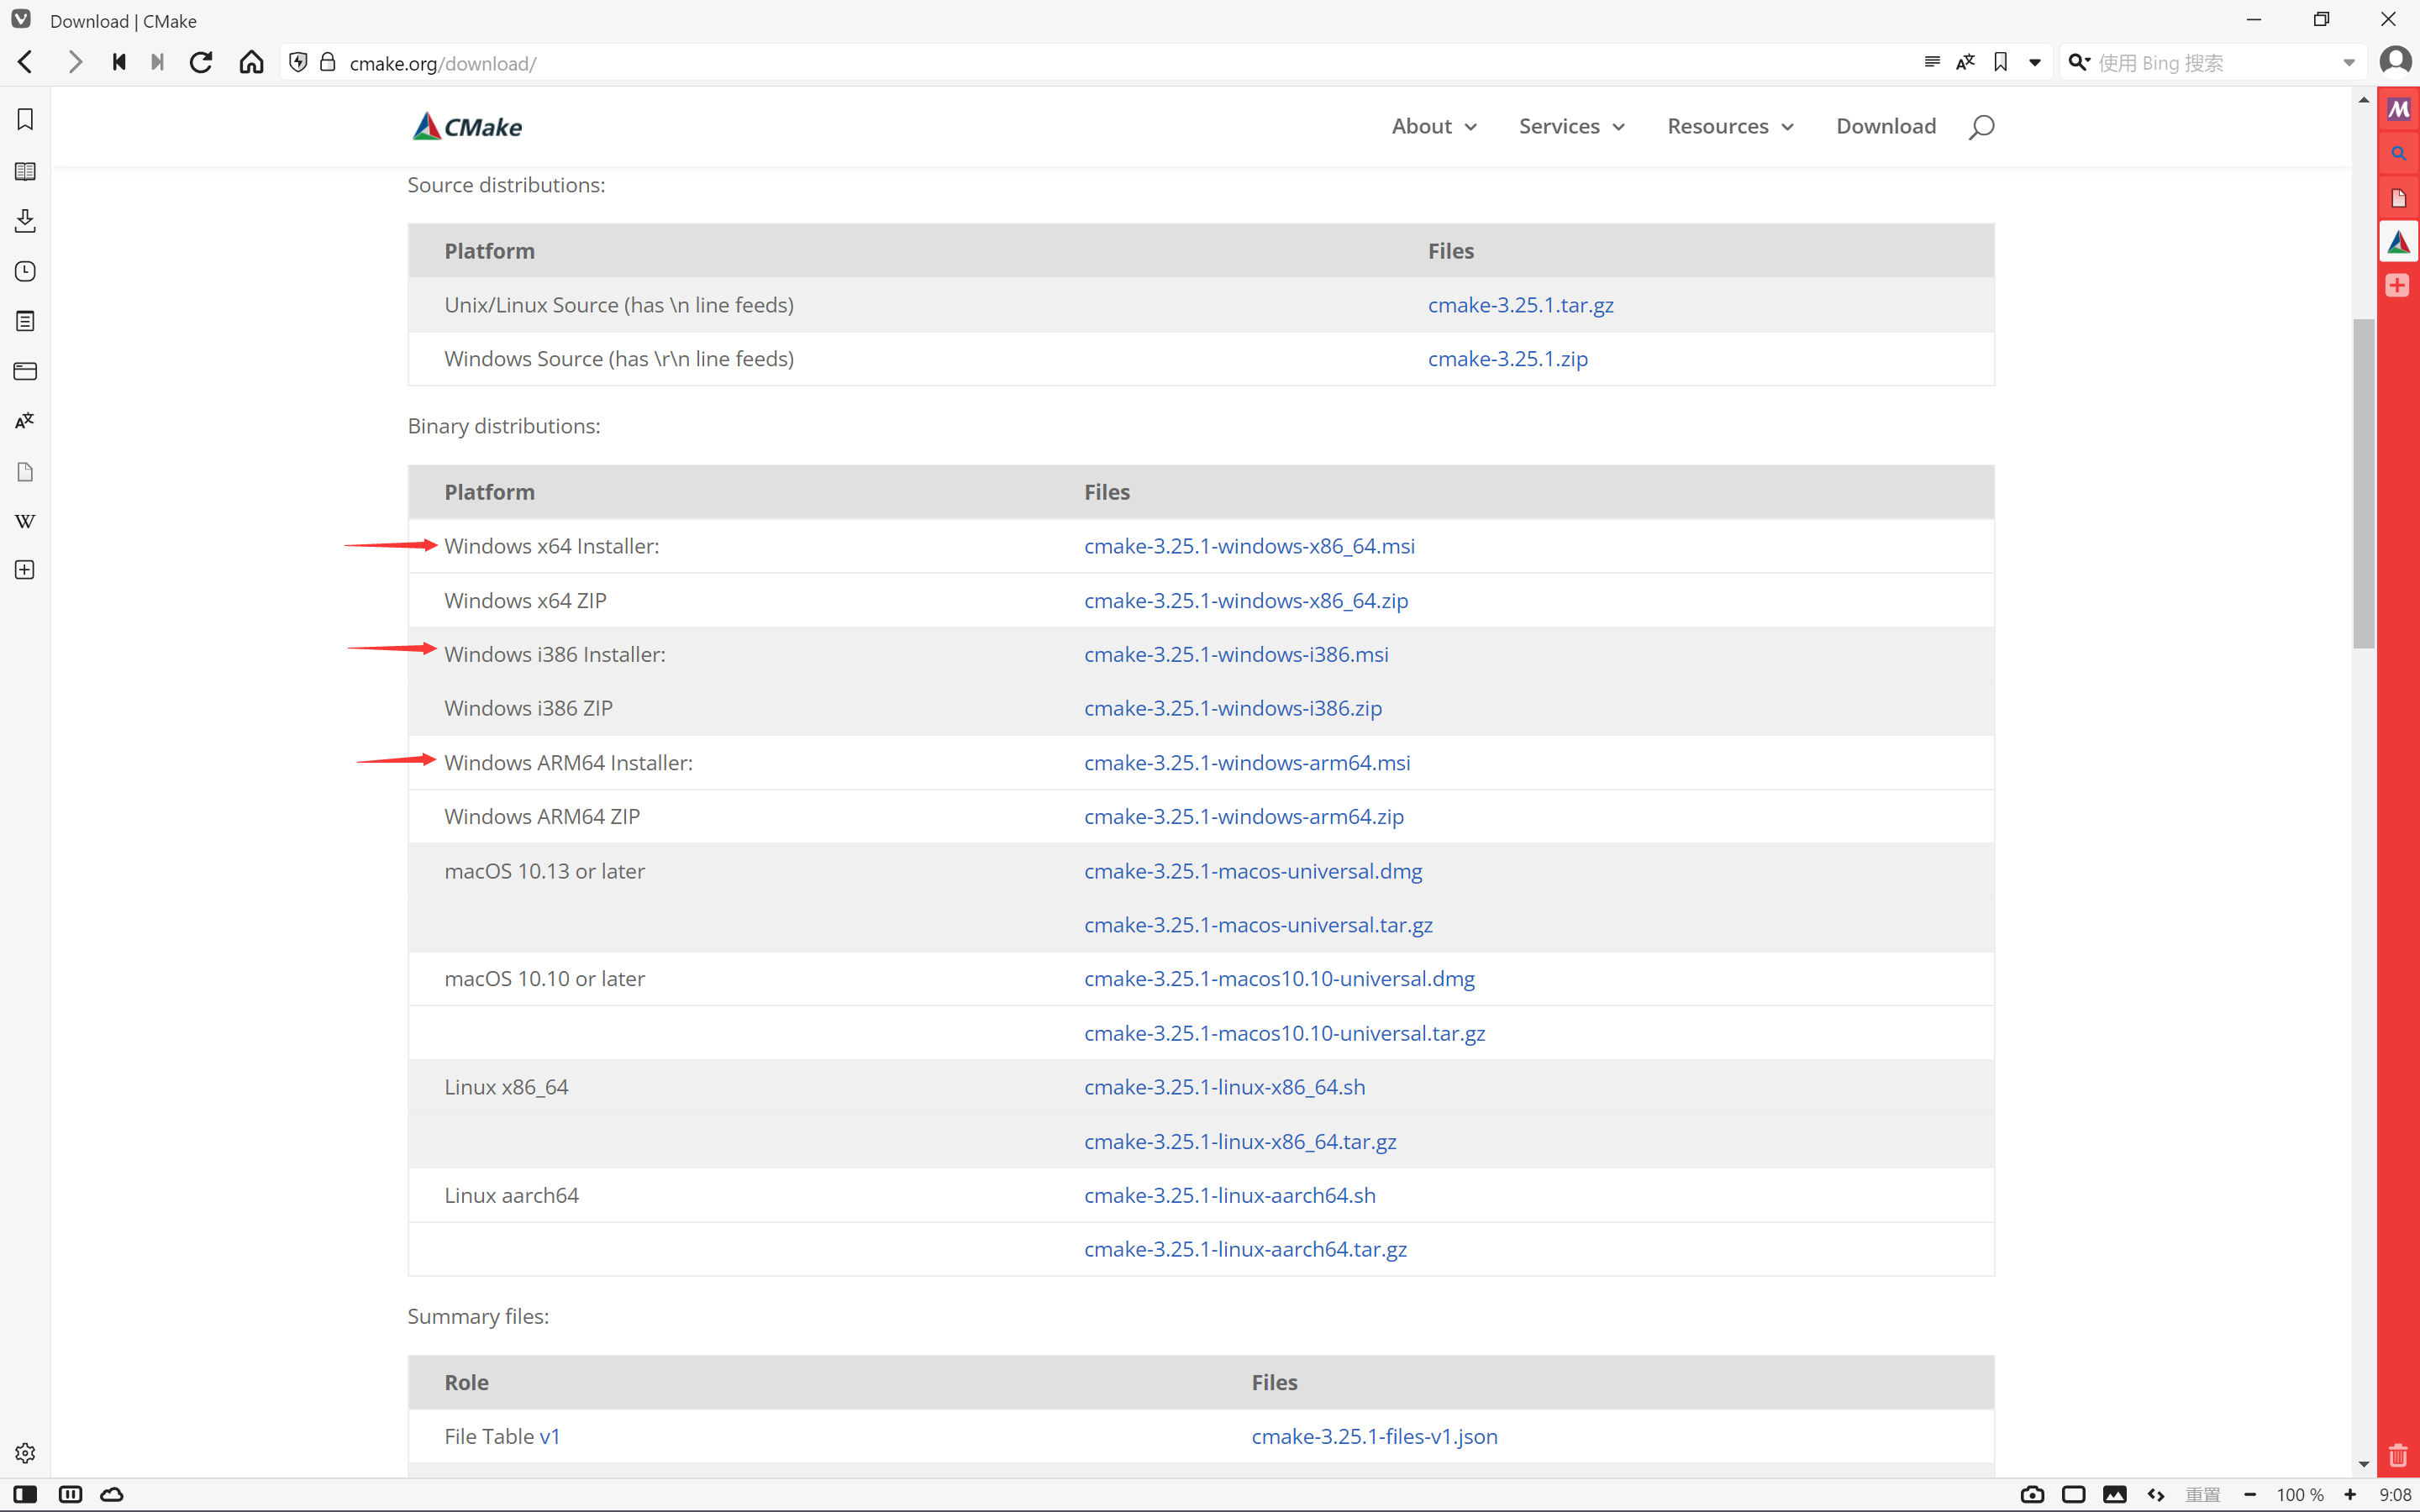 Download | CMake
cmake.org/download/
使用 Bing 搜索
CMake
About
Services
Resources
Download
Source distributions:
Platform Files
Unix/Linux Source (has \n line feeds) cmake-3.25.1.tar.gz
Windows Source (has \r\n line feeds) cmake-3.25.1.zip
Binary distributions:
Platform Files
Windows x64 Installer: cmake-3.25.1-windows-x86_64.msi
Windows x64 ZIP cmake-3.25.1-windows-x86_64.zip
Windows i386 Installer: cmake-3.25.1-windows-i386.msi
Windows i386 ZIP cmake-3.25.1-windows-i386.zip
Windows ARM64 Installer: cmake-3.25.1-windows-arm64.msi
Windows ARM64 ZIP cmake-3.25.1-windows-arm64.zip
macOS 10.13 or later cmake-3.25.1-macos-universal.dmg
cmake-3.25.1-macos-universal.tar.gz
macOS 10.10 or later cmake-3.25.1-macos10.10-universal.dmg
cmake-3.25.1-macos10.10-universal.tar.gz
Linux x86_64 cmake-3.25.1-linux-x86_64.sh
cmake-3.25.1-linux-x86_64.tar.gz
Linux aarch64 cmake-3.25.1-linux-aarch64.sh
cmake-3.25.1-linux-aarch64.tar.gz
Summary files:
Role Files
File Table v1 cmake-3.25.1-files-v1.json
重置
100 %
9:08